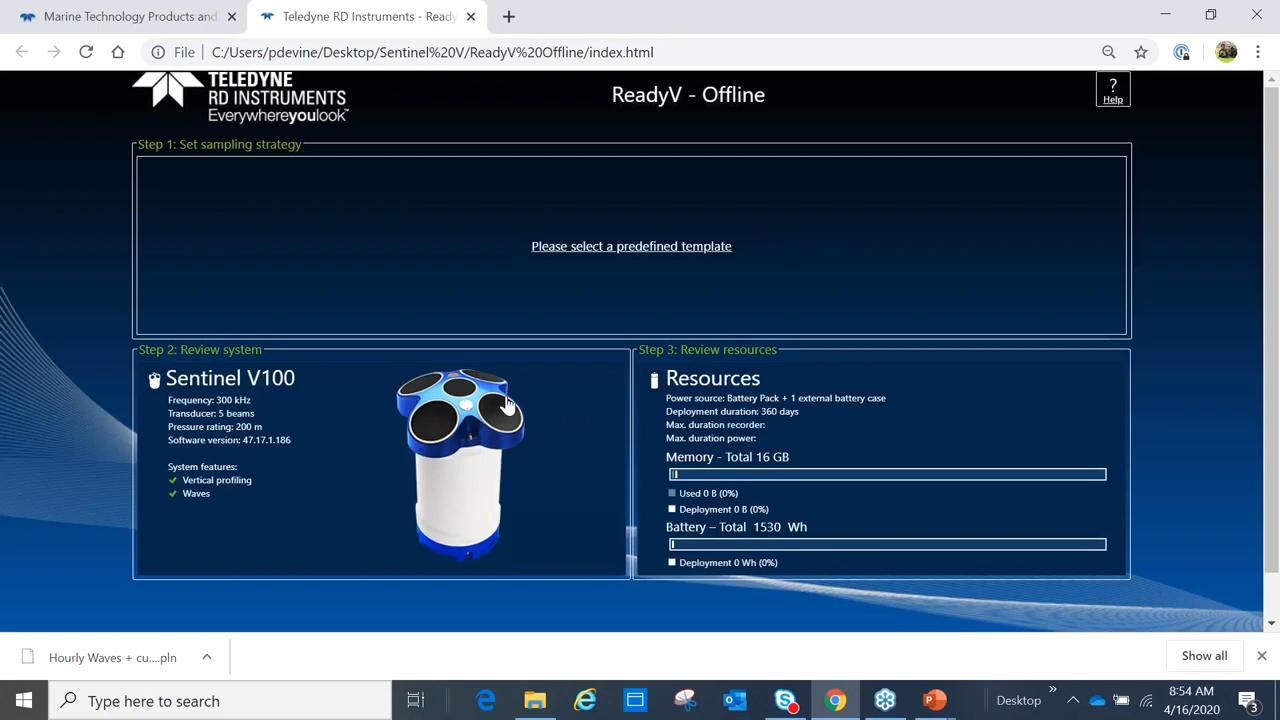 Marine Technology Products and
Teledyne RD Instruments - Ready
File
C:/Users/pdevine/Desktop/Sentinel%20V/ReadyV%20Offline/index.html
TELEDYNE
RD INSTRUMENTS
Everywhereyoulook™
ReadyV - Offline
?
Help
Step 1: Set sampling strategy
Please select a predefined template
Step 2: Review system
Sentinel V100
Frequency: 300 kHz
Transducer: 5 beams
Pressure rating: 200 m
Software version: 47.17.1.186
System features:
Vertical profiling
Waves
Step 3: Review resources
Resources
Power source: Battery Pack + 1 external battery case
Deployment duration: 360 days
Max. duration recorder:
Max. duration power:
Memory - Total 16 GB
Used 0 B (0%)
Deployment 0 B (0%)
Battery – Total 1530 Wh
Deployment 0 Wh (0%)
Hourly Waves + cu....pln
Show all
Type here to search
Desktop
8:54 AM
4/16/2020
3